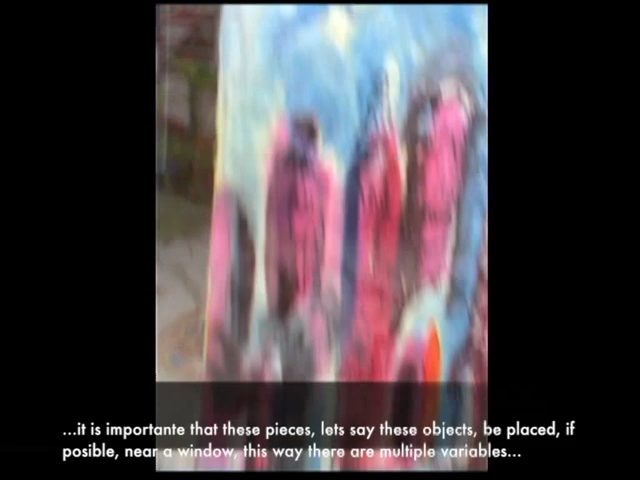 ...it is importante that these pieces, lets say these objects, be placed, if
posible, near a window, this way there are multiple variables...